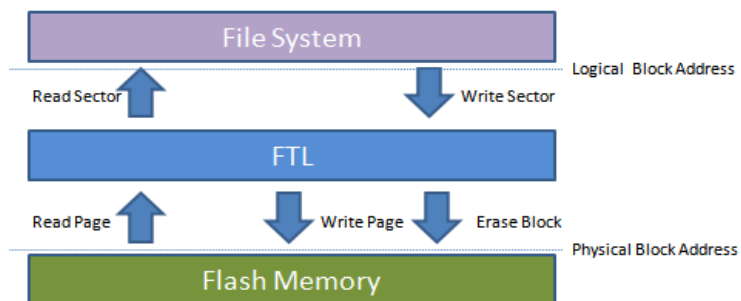 File System
Logical Block Address
Read Sector
Write Sector
FTL
Read Page
Write Page
Erase Block
Physical Block Address
Flash Memory